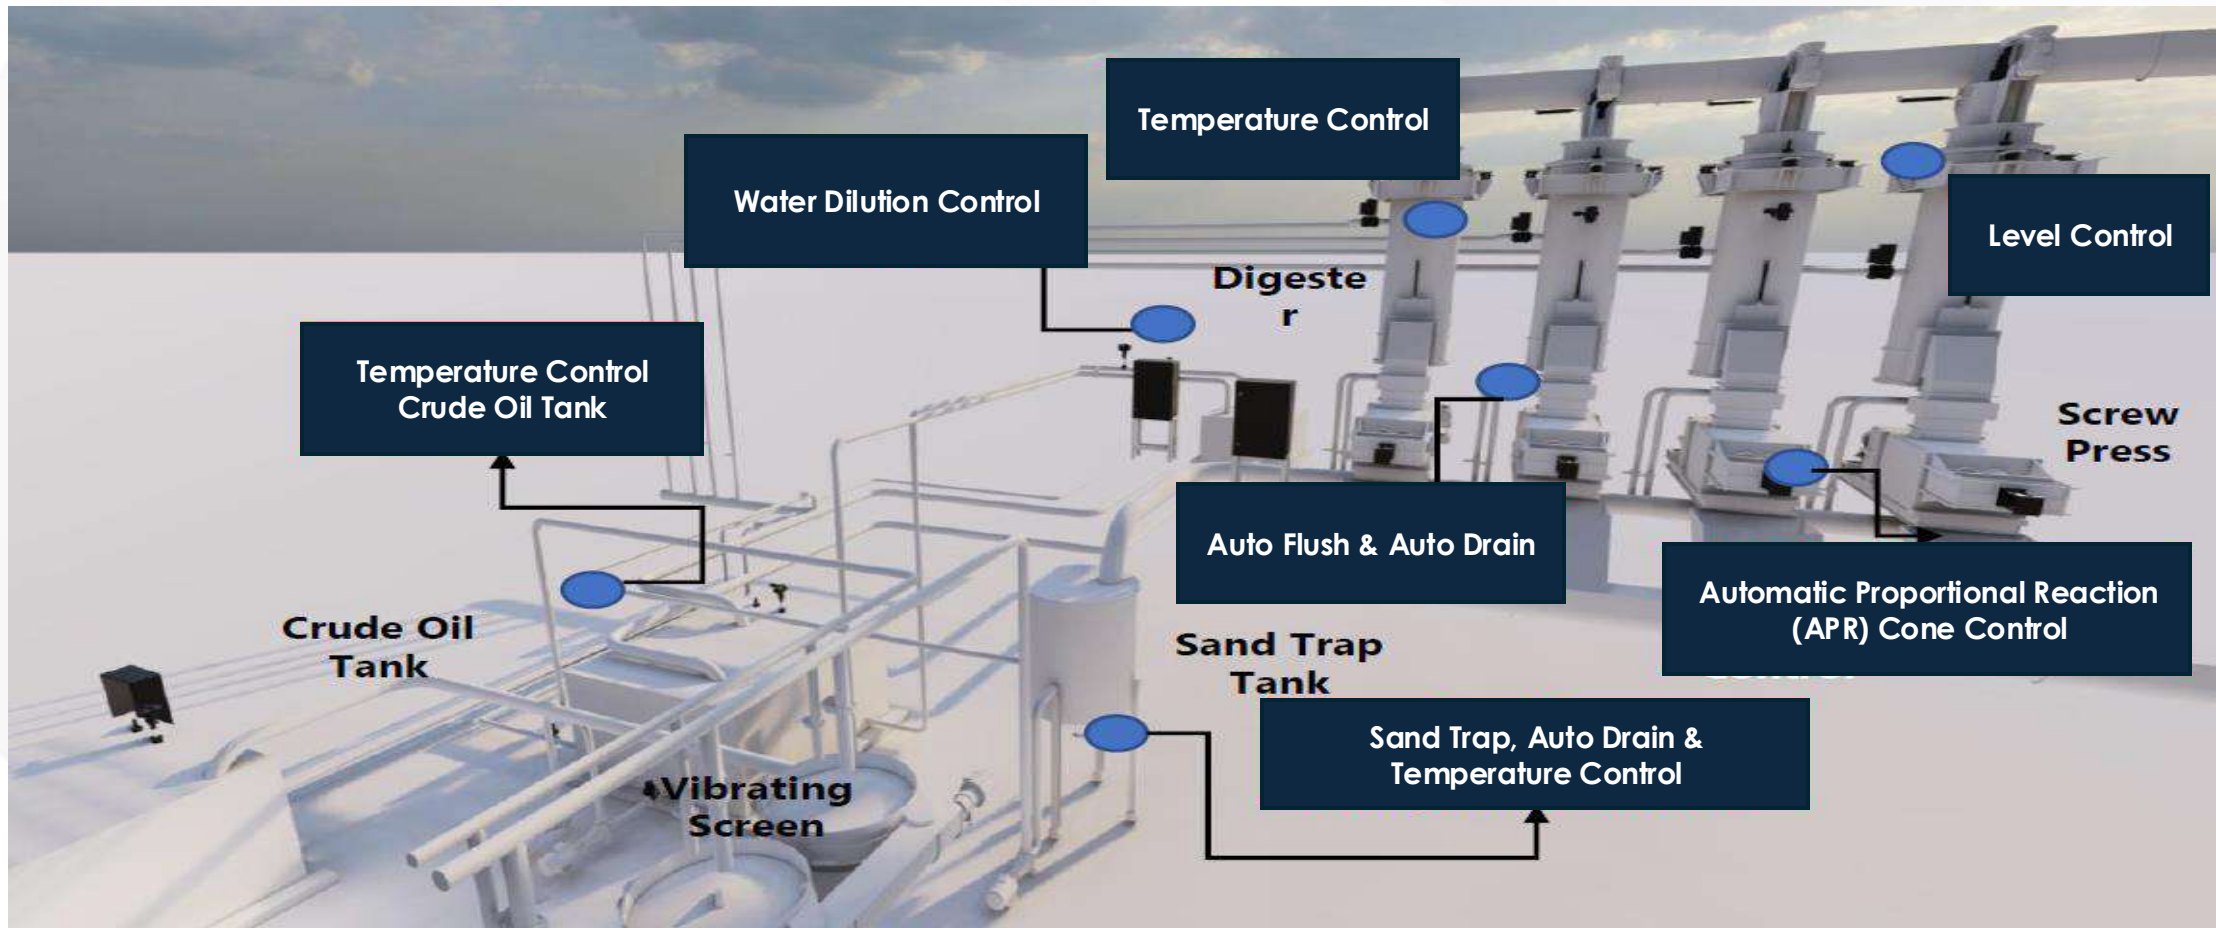 Temperature Control
Water Dilution Control
Level Control
Digeste
r
Temperature Control
Crude Oil Tank
Screw
Press
Auto Flush & Auto Drain
Automatic Proportional Reaction
(APR) Cone Control
Crude Oil
Tank
Sand Trap
Tank
Sand Trap, Auto Drain &
Temperature Control
Vibrating
Screen